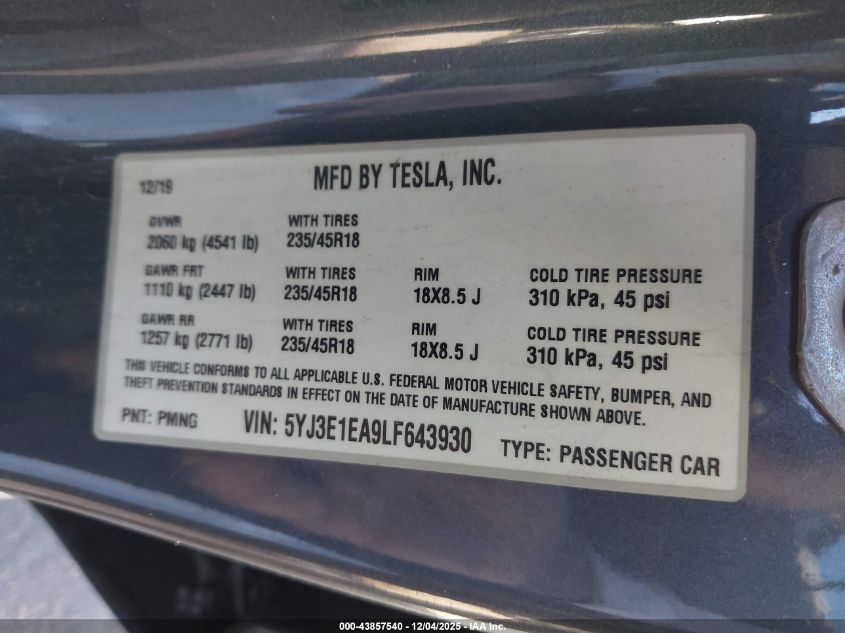 12/19
MFD BY TESLA, INC.
GVWR WITH TIRES
2060 kg (4541 lb) 235/45R18
GAWR FRT WITH TIRES RIM COLD TIRE PRESSURE
1110 kg (2447 lb) 235/45R18 18X8.5 J 310 kPa, 45 psi
GAWR RR WITH TIRES RIM COLD TIRE PRESSURE
1257 kg (2771 lb) 235/45R18 18X8.5 J 310 kPa, 45 psi
THIS VEHICLE CONFORMS TO ALL APPLICABLE U.S. FEDERAL MOTOR VEHICLE SAFETY, BUMPER, AND
THEFT PREVENTION STANDARDS IN EFFECT ON THE DATE OF MANUFACTURE SHOWN ABOVE.
PNT: PMNG VIN: 5YJ3E1EA9LF643930 TYPE: PASSENGER CAR
000-43857540 - 12/04/2025 - IAA Inc.